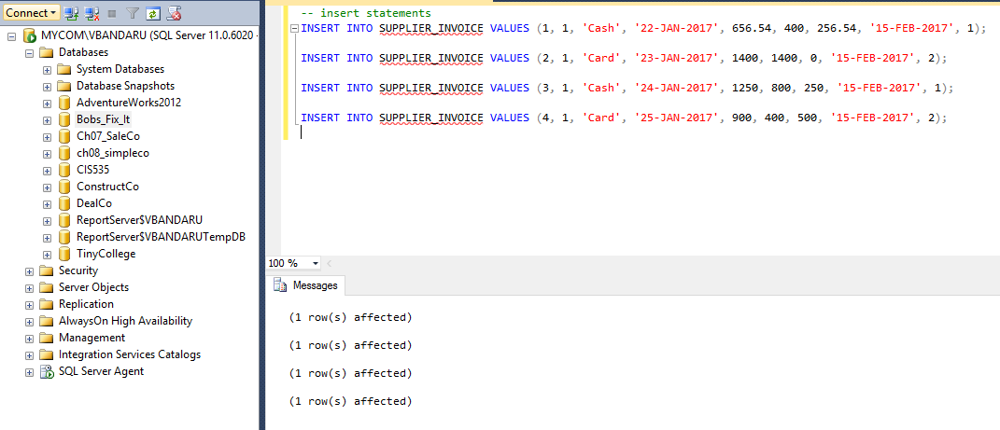 Connect
MYCOM\VBANDARU (SQL Server 11.0.6020 -
Databases
System Databases
Database Snapshots
AdventureWorks2012
Bobs_Fix_It
Ch07_SaleCo
ch08_simpleco
CIS535
ConstructCo
DealCo
ReportServer$VBANDARU
ReportServer$VBANDARUTempDB
TinyCollege
Security
Server Objects
Replication
AlwaysOn High Availability
Management
Integration Services Catalogs
SQL Server Agent
-- insert statements
INSERT INTO SUPPLIER_INVOICE VALUES (1, 1, 'Cash', '22-JAN-2017', 656.54, 400, 256.54, '15-FEB-2017', 1);
INSERT INTO SUPPLIER_INVOICE VALUES (2, 1, 'Card', '23-JAN-2017', 1400, 1400, 0, '15-FEB-2017', 2);
INSERT INTO SUPPLIER_INVOICE VALUES (3, 1, 'Cash', '24-JAN-2017', 1250, 800, 250, '15-FEB-2017', 1);
INSERT INTO SUPPLIER_INVOICE VALUES (4, 1, 'Card', '25-JAN-2017', 900, 400, 500, '15-FEB-2017', 2);
100 %
Messages
(1 row(s) affected)
(1 row(s) affected)
(1 row(s) affected)
(1 row(s) affected)